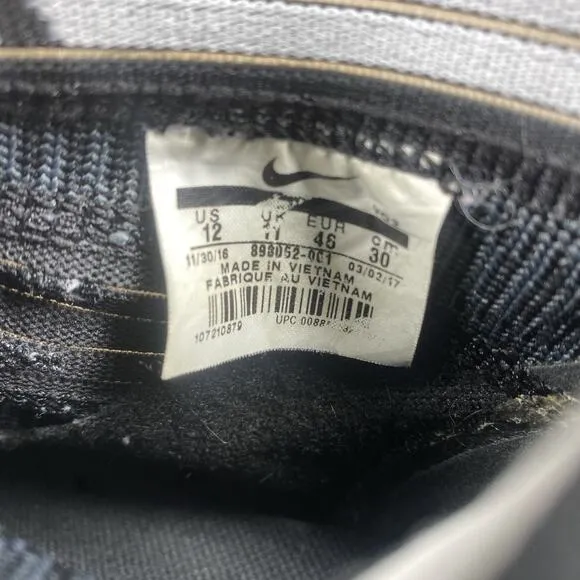 US UK EUR cm
12 11 46 30
11/30/16 898052-001 03/02/17
MADE IN VIETNAM
FABRIQUE AU VIETNAM
107210879 UPC